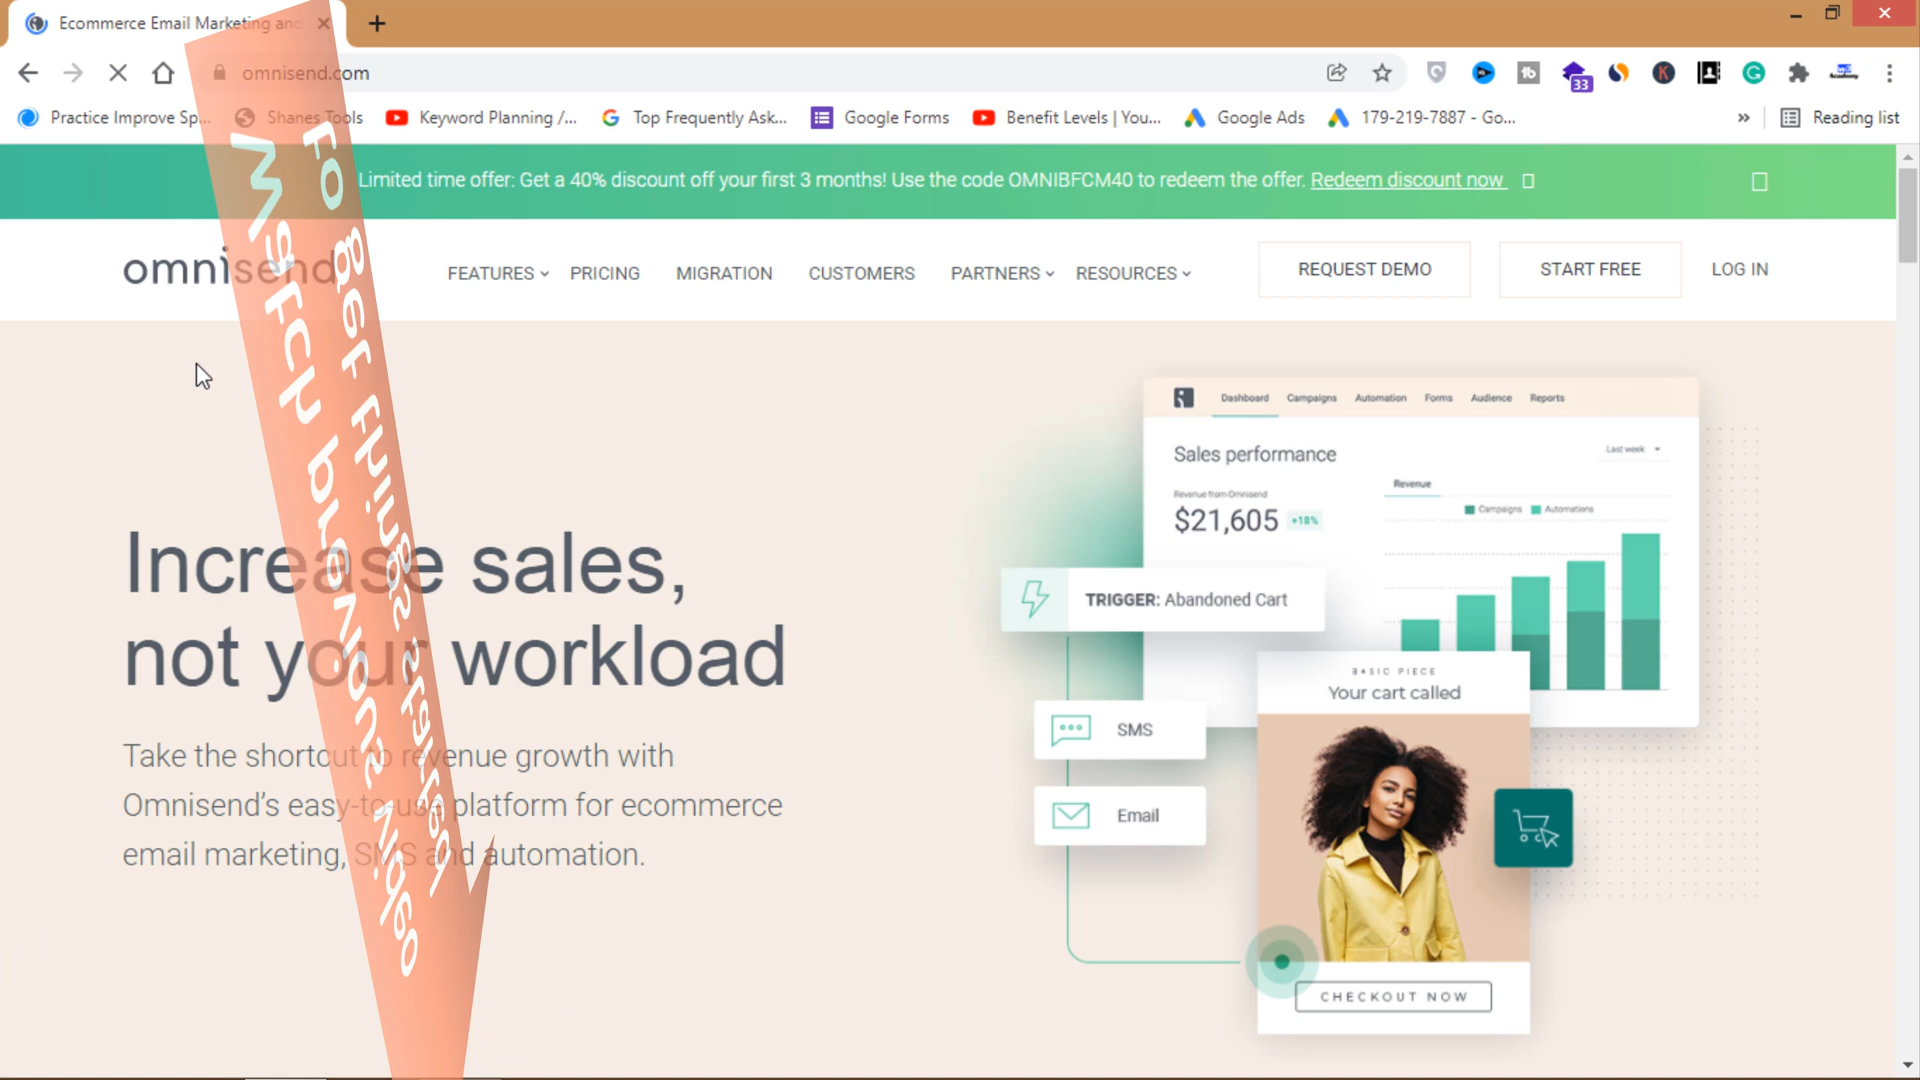 Ecommerce Email Marketing and
omnisend.com
33
Practice Improve Sp...
Shanes Tools
Keyword Planning /...
Top Frequently Ask...
Google Forms
Benefit Levels | You...
Google Ads
179-219-7887 - Go...
»
Reading list
Limited time offer: Get a 40% discount off your first 3 months! Use the code OMNIBFCM40 to redeem the offer. Redeem discount now
omnisend
FEATURES
PRICING
MIGRATION
CUSTOMERS
PARTNERS
RESOURCES
REQUEST DEMO
START FREE
LOG IN
Increase sales,
not your workload
Take the shortcut to revenue growth with
Omnisend's easy-to-use platform for ecommerce
email marketing, SMS and automation.
Dashboard
Campaigns
Automation
Forms
Audience
Reports
Sales performance
Last week
Revenue from Omnisend
$21,605
+18%
Revenue
Campaigns
Automations
TRIGGER: Abandoned Cart
SMS
Email
BASIC PIECE
Your cart called
CHECKOUT NOW